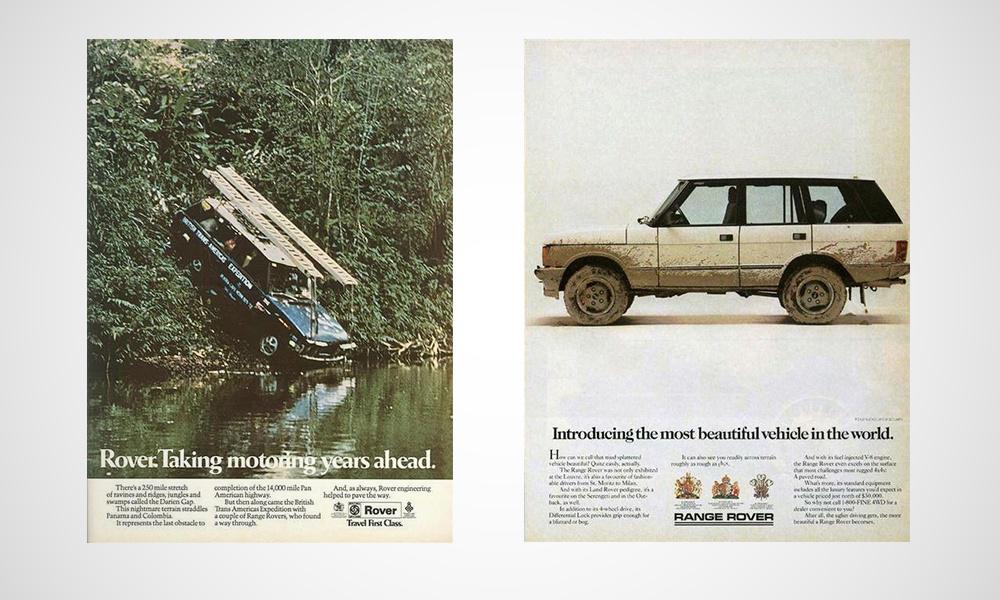 BRITISH TRANS-AMERICAS EXPEDITION
Rover. Taking motoring years ahead.
There's a 250 mile stretch
of ravines and ridges, jungles and
swamps called the Darien Gap.
This nightmare terrain straddles
Panama and Colombia.
It represents the last obstacle to
completion of the 14,000 mile Pan
American highway.
But then along came the British
Trans Americas Expedition with
a couple of Range Rovers, who found
a way through.
And, as always, Rover engineering
helped to pave the way.
Rover
Travel First Class.
Introducing the most beautiful vehicle in the world.
How can we call this mud splattered
vehicle beautiful? Quite easily, actually.
The Range Rover was not only exhibited
at the Louvre, it's also a favourite of fashion-
able drivers from St. Moritz to Milan.
And with its Land Rover pedigree, it's a
favourite on the Serengeti and in the Out-
back, as well.
In addition to its 4-wheel drive, its
Differential Lock provides grip enough for
a blizzard or bog.
It can also see you readily across terrain
roughly as rough as
RANGE ROVER
And with its fuel injected V-8 engine,
the Range Rover even excels on the surface
that most challenges most rugged 4x4s:
A paved road.
What's more, its standard equipment
includes all the luxury features you'd expect in
a vehicle priced just north of $30,000.
So why not call 1-800-FINE 4WD for a
dealer convenient to you?
After all, the uglier driving gets, the more
beautiful a Range Rover becomes.